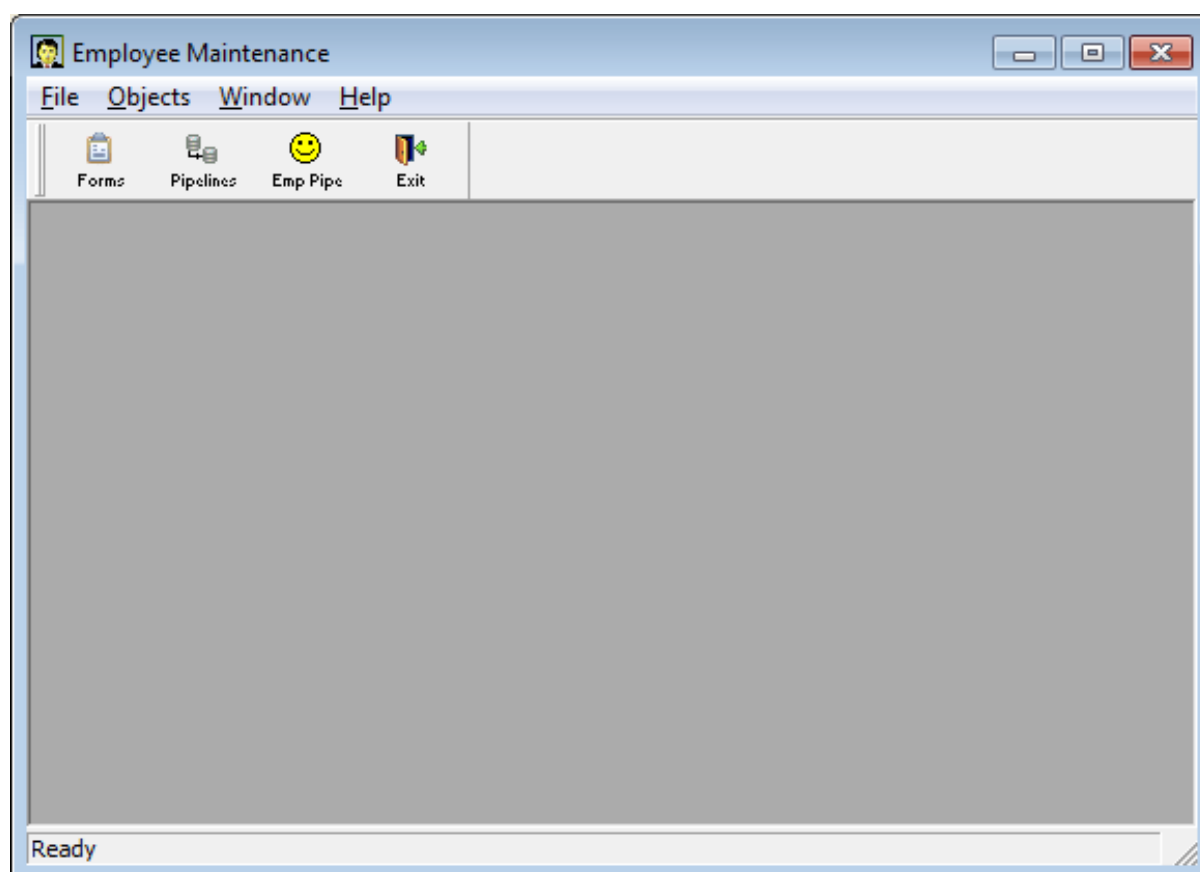 Employee Maintenance
File Objects Window Help
Forms Pipelines Emp Pipe Exit
Ready